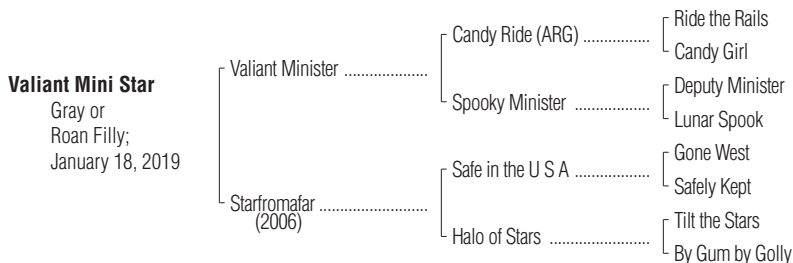 Valiant Mini Star
Gray or
Roan Filly;
January 18, 2019
Valiant Minister ......................
Starfromafar ............................
(2006)
Candy Ride (ARG) .................
Spooky Minister ....................
Safe in the U S A ...................
Halo of Stars ..........................
Ride the Rails
Candy Girl
Deputy Minister
Lunar Spook
Gone West
Safely Kept
Tilt the Stars
By Gum by Golly